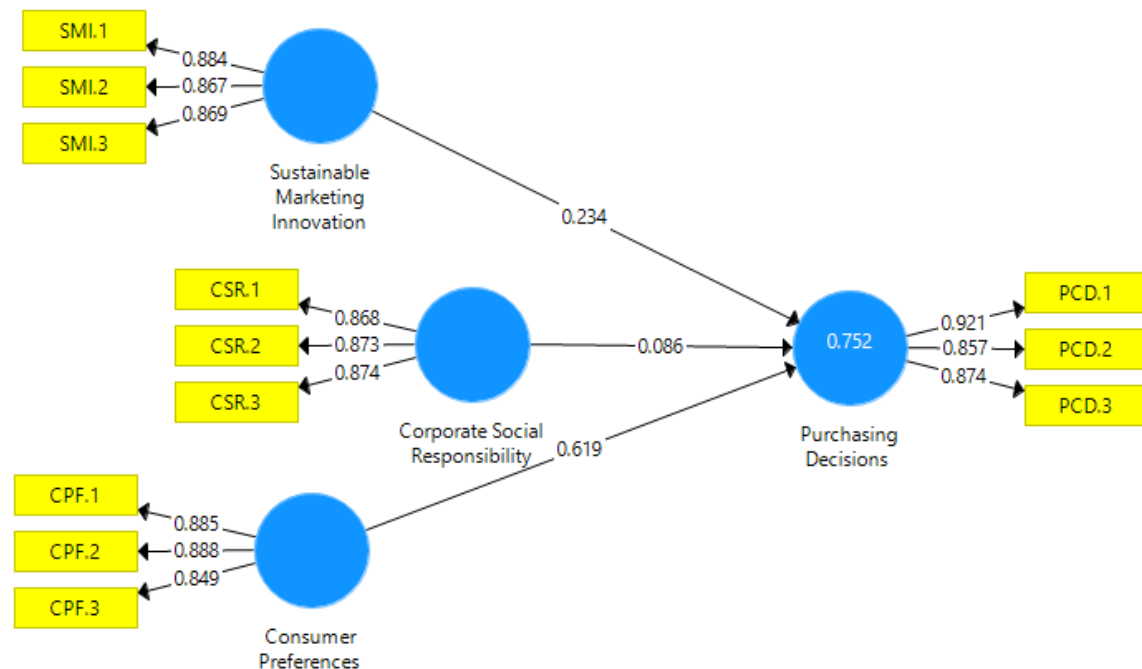 SMI.1
0.884
SMI.2
0.867
SMI.3
0.869
Sustainable
Marketing
Innovation
0.234
CSR.1
0.868
CSR.2
0.873
CSR.3
0.874
Corporate Social
Responsibility
0.086
0.752
Purchasing
Decisions
PCD.1
0.921
PCD.2
0.857
PCD.3
0.874
0.619
CPF.1
0.885
CPF.2
0.888
CPF.3
0.849
Consumer
Preferences